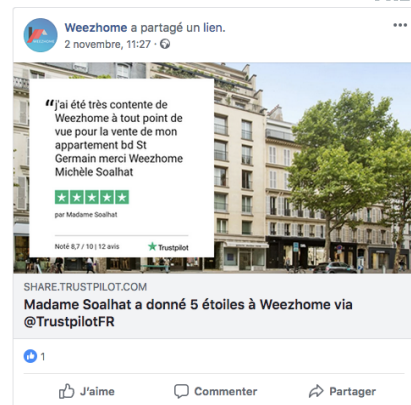 Weezhome a partagé un lien.
2 novembre, 11:27 ·
“j'ai été très contente de
Weezhome à tout point de
vue pour la vente de mon
appartement bd St
Germain merci Weezhome
Michèle Soalhat
par Madame Soalhat
Noté 8,7 / 10 | 12 avis
Trustpilot
SHARE.TRUSTPILOT.COM
Madame Soalhat a donné 5 étoiles à Weezhome via
@TrustpilotFR
1
J'aime
Commenter
Partager